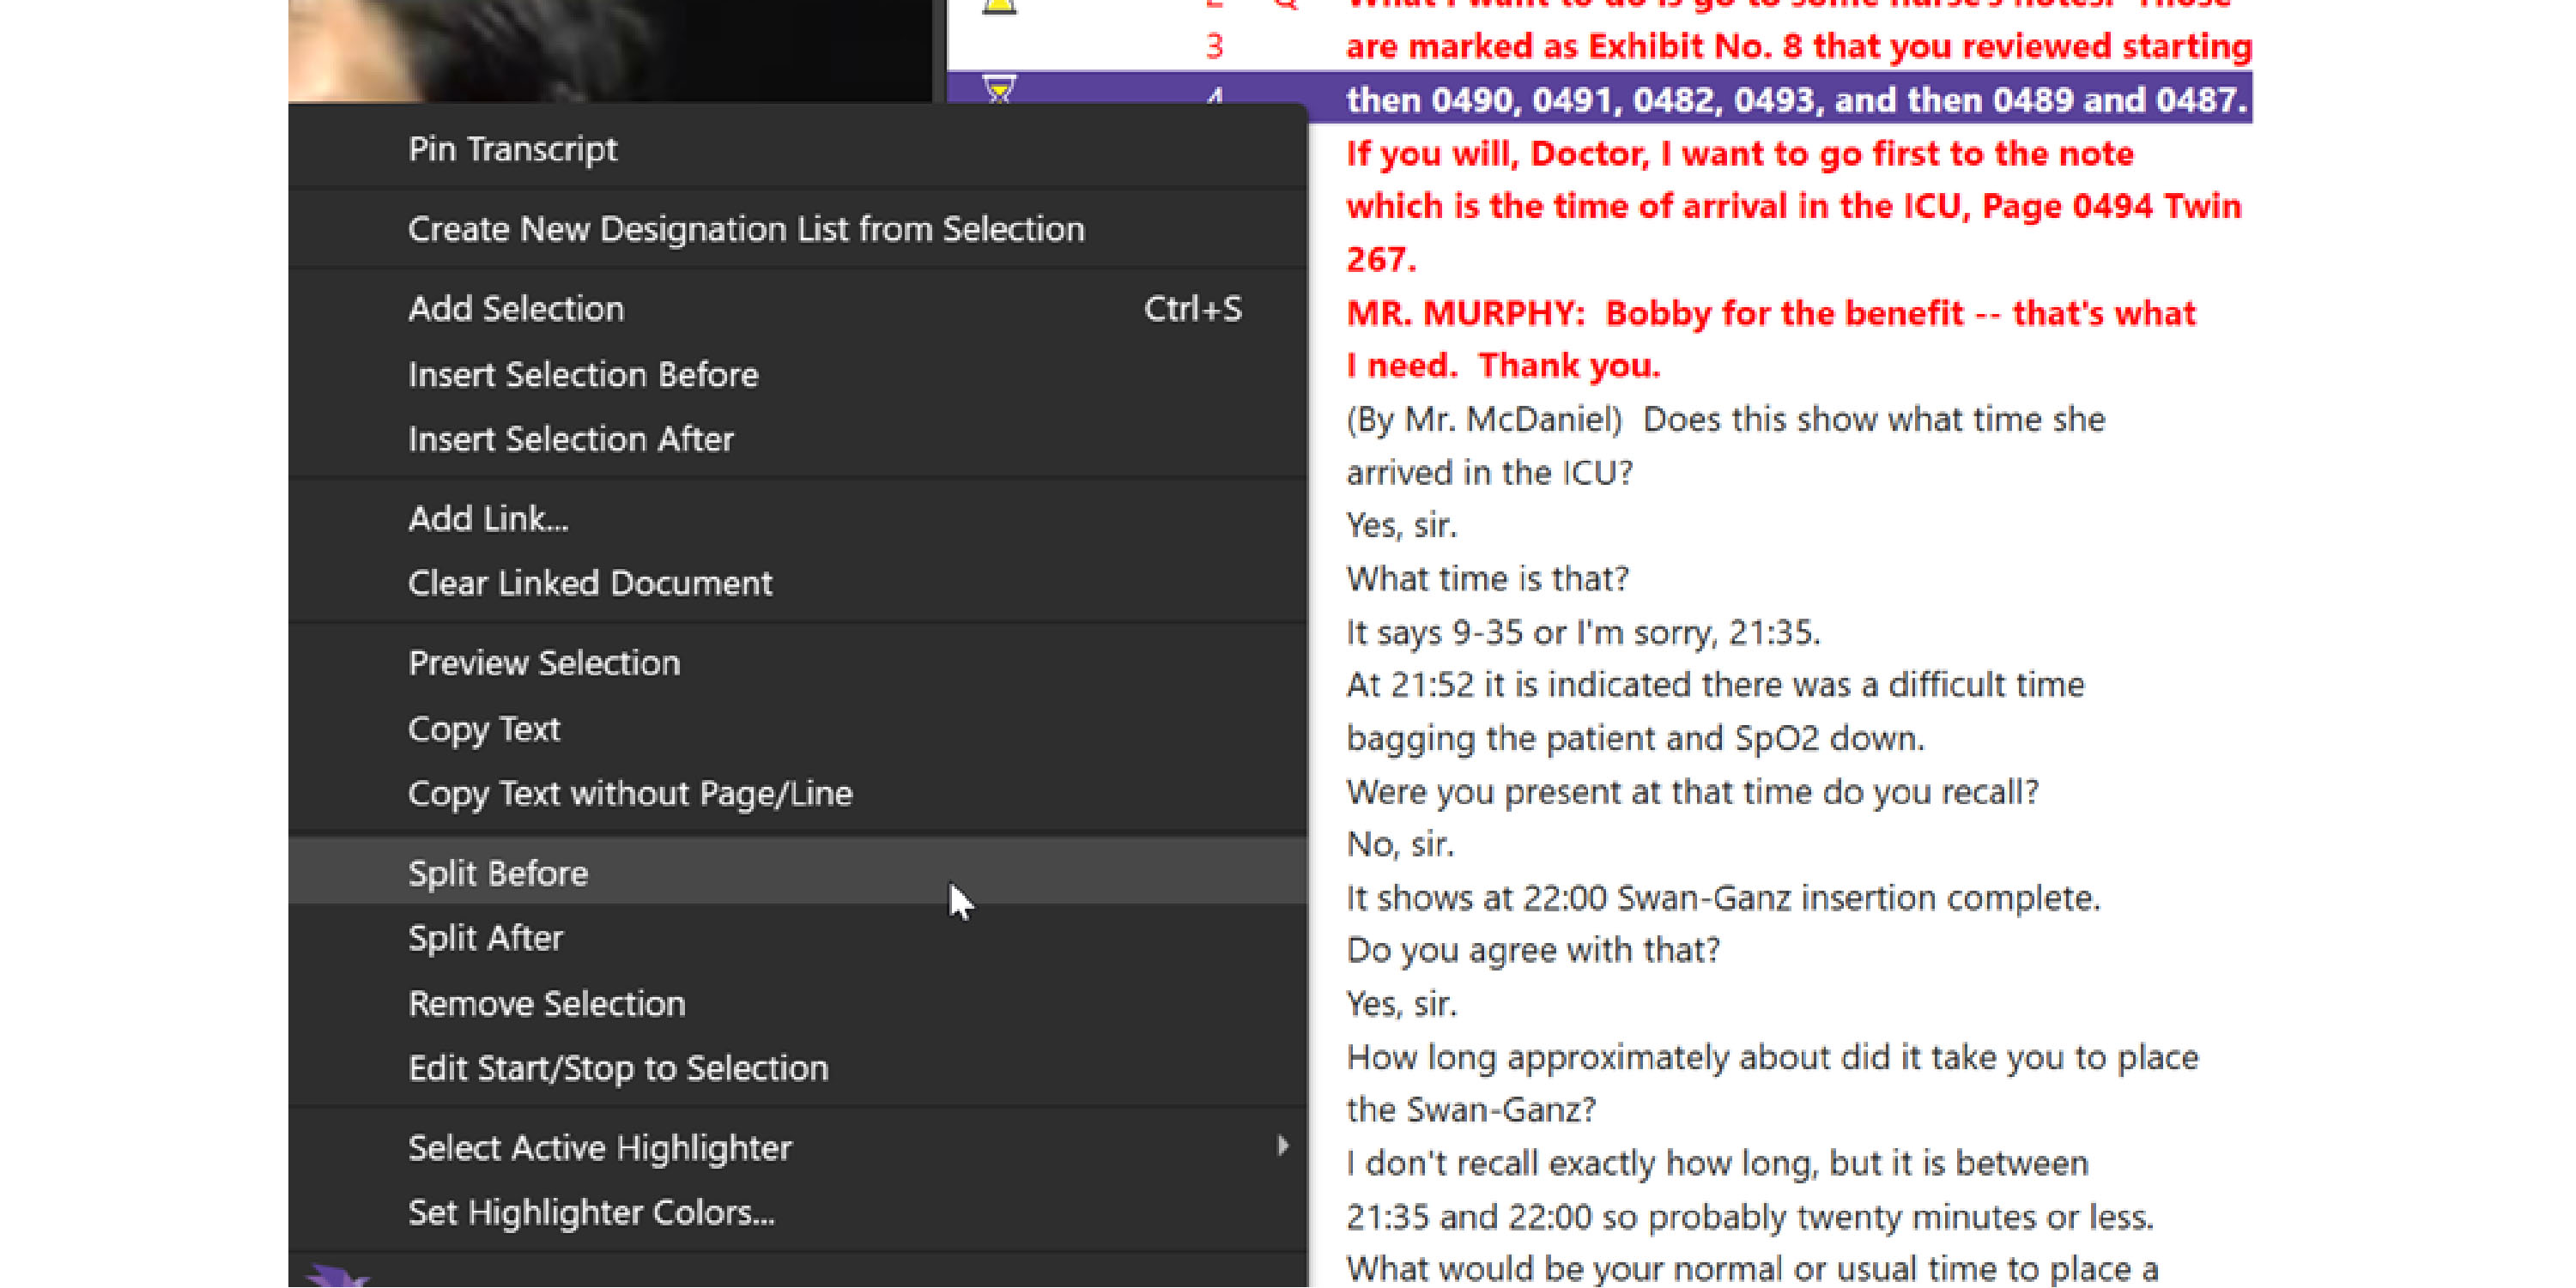 2 Q What I want to do is go to some nurse's notes. Those
3 are marked as Exhibit No. 8 that you reviewed starting
4 then 0490, 0491, 0482, 0493, and then 0489 and 0487.
If you will, Doctor, I want to go first to the note
which is the time of arrival in the ICU, Page 0494 Twin
267.
MR. MURPHY:  Bobby for the benefit -- that's what
I need.  Thank you.
(By Mr. McDaniel)  Does this show what time she
arrived in the ICU?
Yes, sir.
What time is that?
It says 9-35 or I'm sorry, 21:35.
At 21:52 it is indicated there was a difficult time
bagging the patient and SpO2 down.
Were you present at that time do you recall?
No, sir.
It shows at 22:00 Swan-Ganz insertion complete.
Do you agree with that?
Yes, sir.
How long approximately about did it take you to place
the Swan-Ganz?
I don't recall exactly how long, but it is between
21:35 and 22:00 so probably twenty minutes or less.
What would be your normal or usual time to place a
Pin Transcript
Create New Designation List from Selection
Add Selection Ctrl+S
Insert Selection Before
Insert Selection After
Add Link...
Clear Linked Document
Preview Selection
Copy Text
Copy Text without Page/Line
Split Before
Split After
Remove Selection
Edit Start/Stop to Selection
Select Active Highlighter
Set Highlighter Colors...